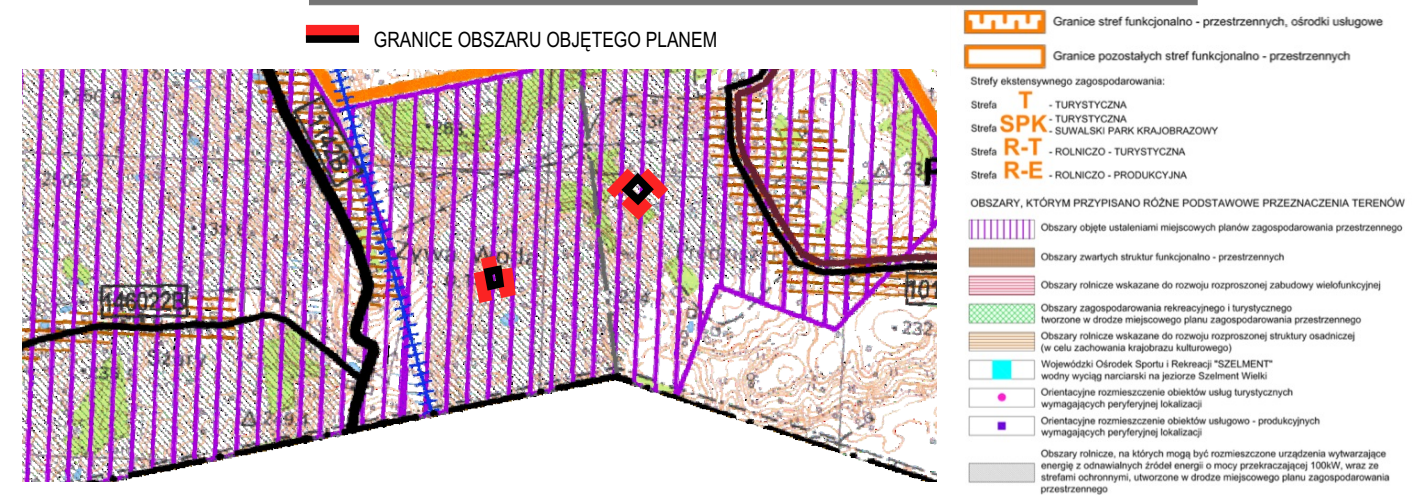 GRANICE OBSZARU OBJĘTEGO PLANEM
1460225
Granice stref funkcjonalno - przestrzennych, ośrodki usługowe
Granice pozostałych stref funkcjonalno - przestrzennych
Strefy ekstensywnego zagospodarowania:
Strefa T - TURYSTYCZNA
Strefa SPK - TURYSTYCZNA
- SUWALSKI PARK KRAJOBRAZOWY
Strefa R-T - ROLNICZO - TURYSTYCZNA
Strefa R-E - ROLNICZO - PRODUKCYJNA
OBSZARY, KTÓRYM PRZYPISANO RÓŻNE PODSTAWOWE PRZEZNACZENIA TERENÓW
Obszary objęte ustaleniami miejscowych planów zagospodarowania przestrzennego
Obszary zwartych struktur funkcjonalno - przestrzennych
Obszary rolnicze wskazane do rozwoju rozproszonej zabudowy wielofunkcyjnej
Obszary zagospodarowania rekreacyjnego i turystycznego
tworzone w drodze miejscowego planu zagospodarowania przestrzennego
Obszary rolnicze wskazane do rozwoju rozproszonej struktury osadniczej
(w celu zachowania krajobrazu kulturowego)
Wojewódzki Ośrodek Sportu i Rekreacji "SZELMENT"
wodny wyciąg narciarski na jeziorze Szelment Wielki
Orientacyjne rozmieszczenie obiektów usług turystycznych
wymagających peryferyjnej lokalizacji
Orientacyjne rozmieszczenie obiektów usługowo - produkcyjnych
wymagających peryferyjnej lokalizacji
Obszary rolnicze, na których mogą być rozmieszczone urządzenia wytwarzające
energię z odnawialnych źródeł energii o mocy przekraczającej 100kW, wraz ze
strefami ochronnymi, utworzone w drodze miejscowego planu zagospodarowania
przestrzennego